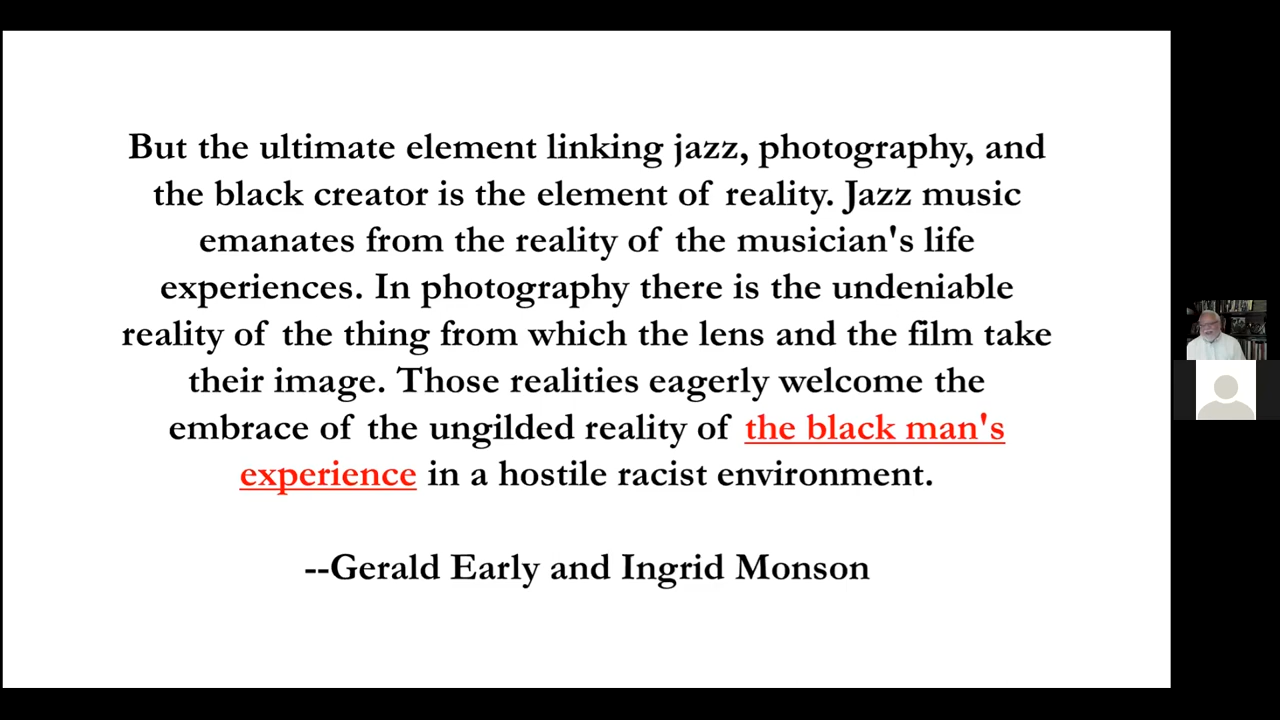 But the ultimate element linking jazz, photography, and
the black creator is the element of reality. Jazz music
emanates from the reality of the musician's life
experiences. In photography there is the undeniable
reality of the thing from which the lens and the film take
their image. Those realities eagerly welcome the
embrace of the ungilded reality of the black man's
experience in a hostile racist environment.
--Gerald Early and Ingrid Monson